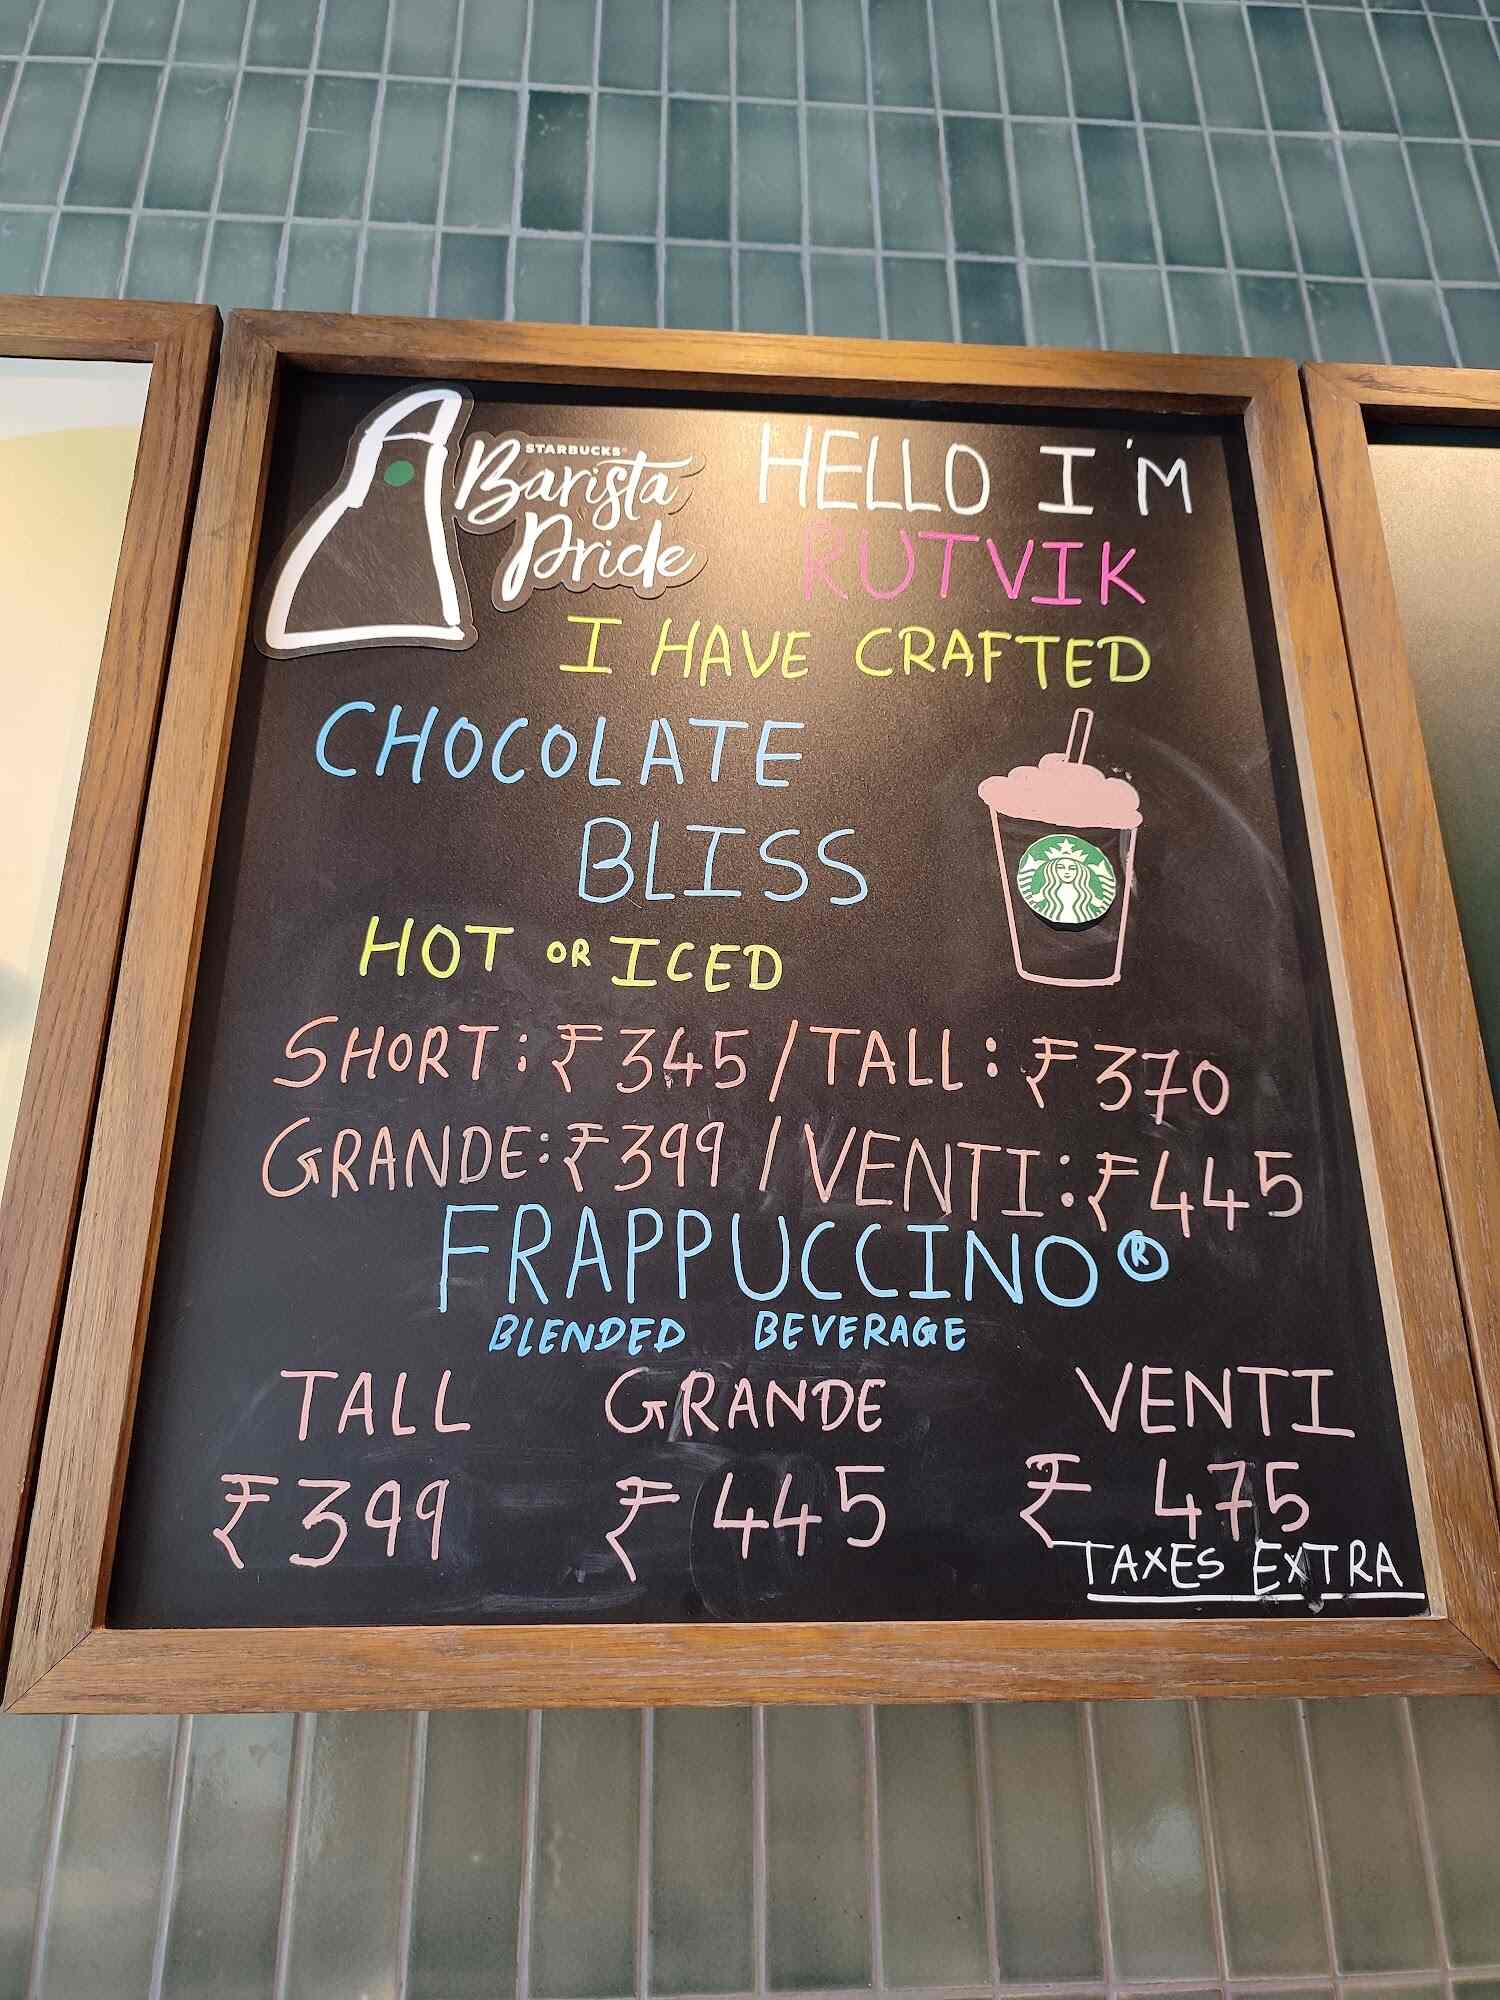 STARBUCKS®
Barista
Pride
HELLO I'M
RUTVIK
I HAVE CRAFTED
CHOCOLATE
BLISS
HOT OR ICED
SHORT: ₹ 345 / TALL: ₹ 370
GRANDE: ₹ 399 / VENTI: ₹ 445
FRAPPUCCINO®
BLENDED BEVERAGE
TALL GRANDE VENTI
₹ 399 ₹ 445 ₹ 475
TAXES EXTRA